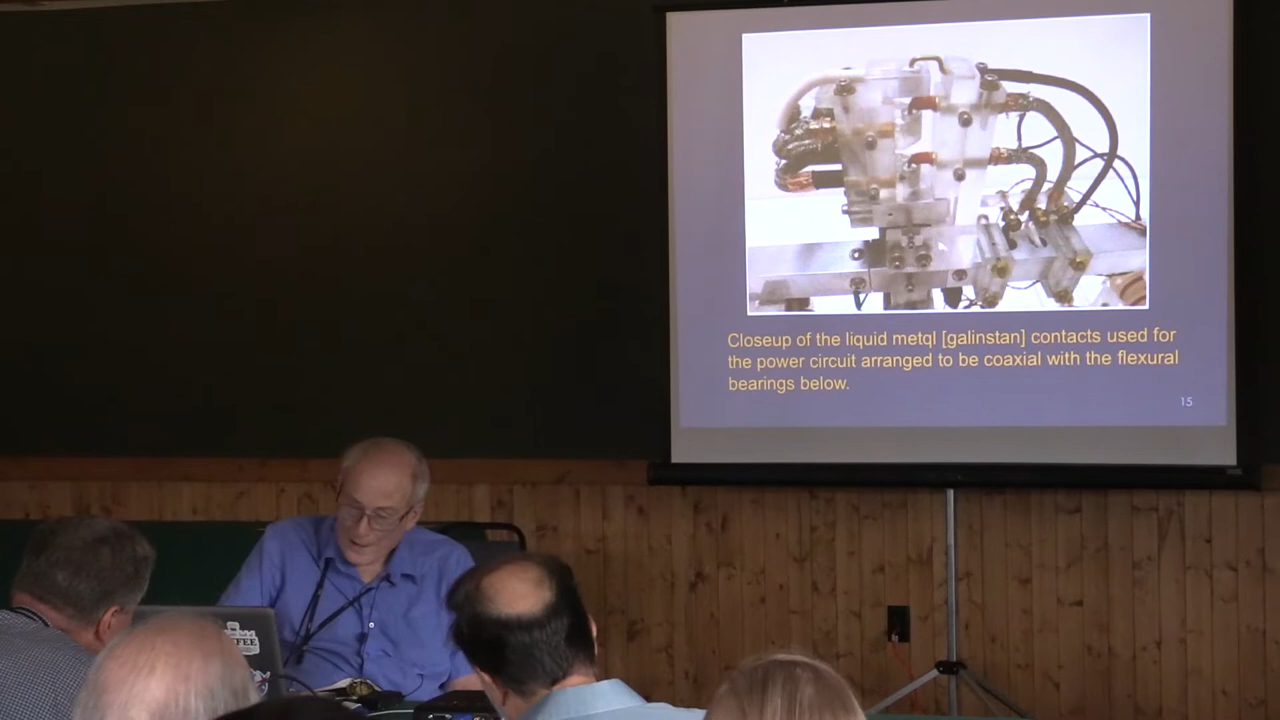 Closeup of the liquid metql [galinstan] contacts used for
the power circuit arranged to be coaxial with the flexural
bearings below.
15